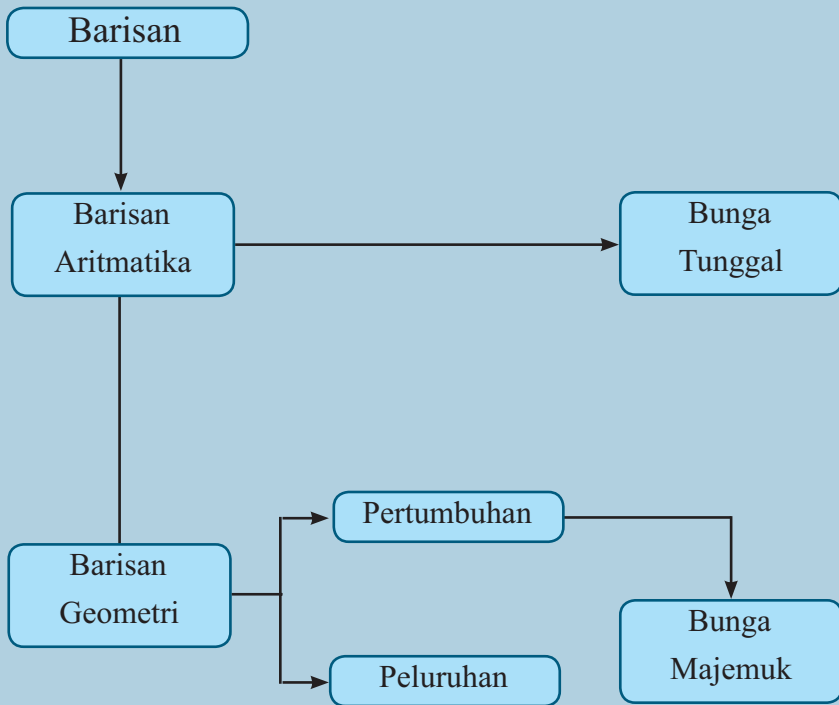 Barisan
Barisan
Aritmatika
Bunga
Tunggal
Pertumbuhan
Barisan
Geometri
Bunga
Majemuk
Peluruhan